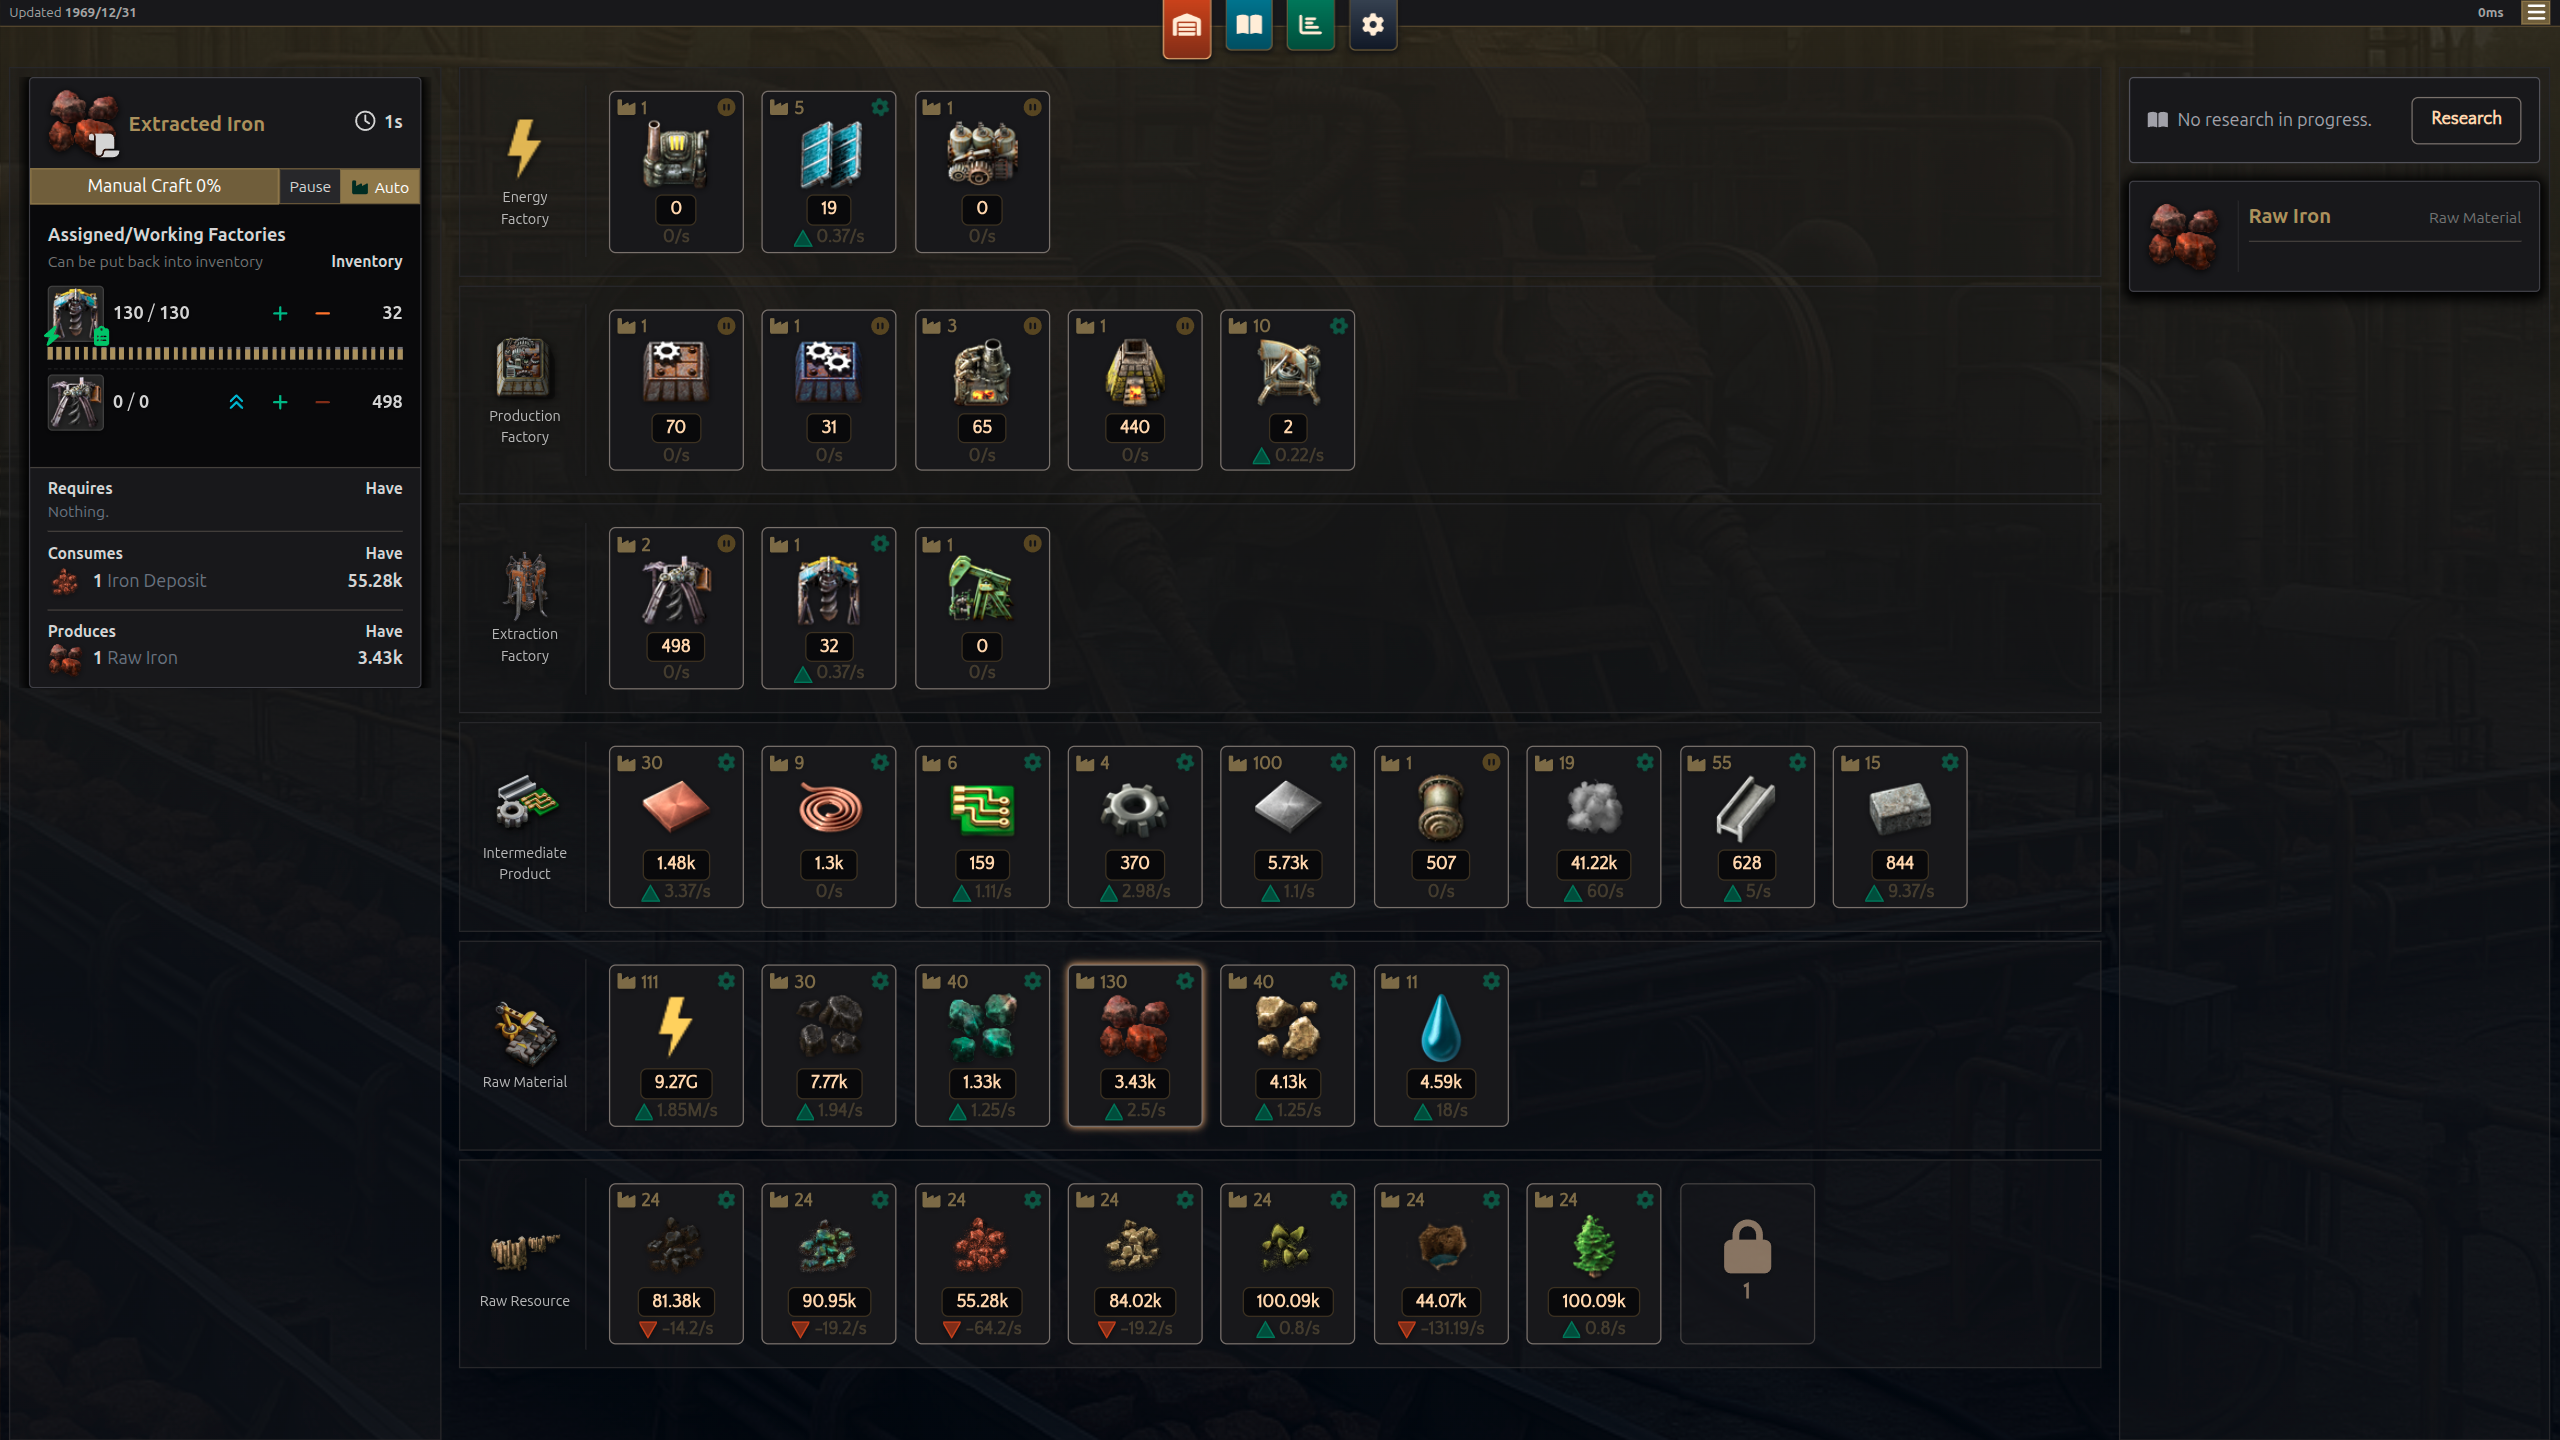 Updated 1969/12/31
0ms
Extracted Iron
1s
Manual Craft 0%
Pause
Auto
Assigned/Working Factories
Can be put back into inventory
Inventory
130 / 130
32
0 / 0
498
Requires
Have
Nothing.
Consumes
Have
1 Iron Deposit
55.28k
Produces
Have
1 Raw Iron
3.43k
Energy
Factory
1
0
0/s
5
19
0.37/s
1
0
0/s
Production
Factory
1
70
0/s
1
31
0/s
3
65
0/s
1
440
0/s
10
2
0.22/s
Extraction
Factory
2
498
0/s
1
32
0.37/s
1
0
0/s
Intermediate
Product
30
1.48k
3.37/s
9
1.3k
0/s
6
159
1.11/s
4
370
2.98/s
100
5.73k
1.1/s
1
507
0/s
19
41.22k
60/s
55
628
5/s
15
844
9.37/s
Raw Material
111
9.27G
1.85M/s
30
7.77k
1.94/s
40
1.33k
1.25/s
130
3.43k
2.5/s
40
4.13k
1.25/s
11
4.59k
18/s
Raw Resource
24
81.38k
-14.2/s
24
90.95k
-19.2/s
24
55.28k
-64.2/s
24
84.02k
-19.2/s
24
100.09k
0.8/s
24
44.07k
-131.19/s
24
100.09k
0.8/s
1
No research in progress.
Research
Raw Iron
Raw Material